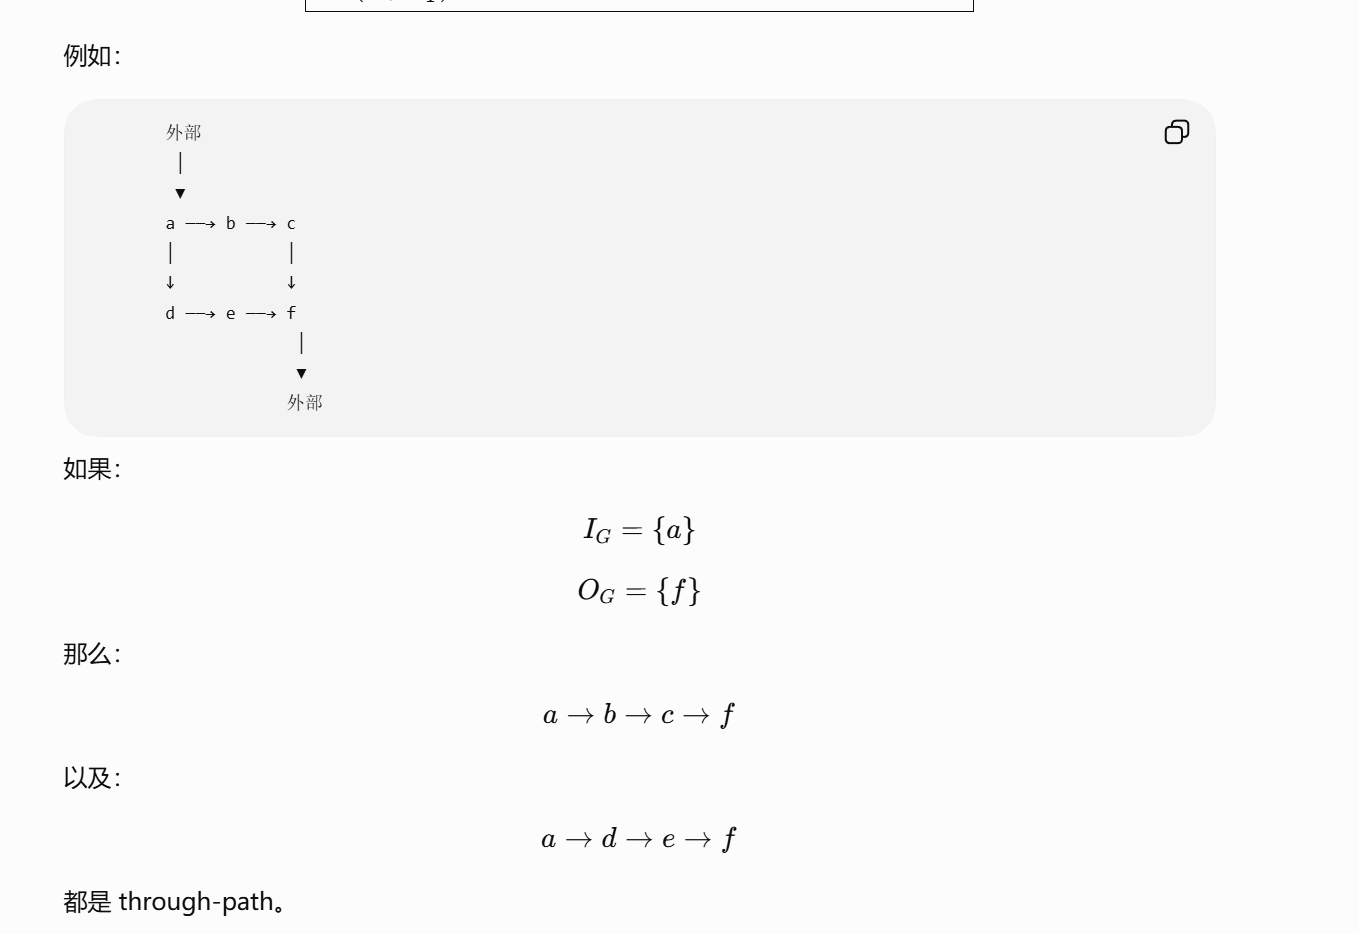 例如：
外部
│
▼
a ──→ b ──→ c
│           │
↓           ↓
d ──→ e ──→ f
│
▼
外部
如果：
I_G = {a}
O_G = {f}
那么：
a → b → c → f
以及：
a → d → e → f
都是 through-path。